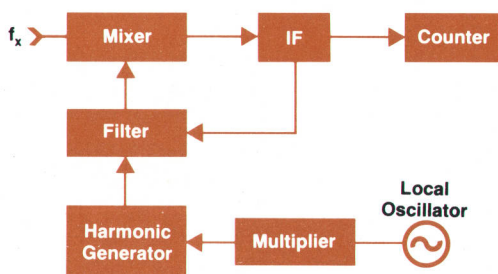 fx
Mixer
IF
Counter
Filter
Local
Oscillator
Harmonic
Generator
Multiplier